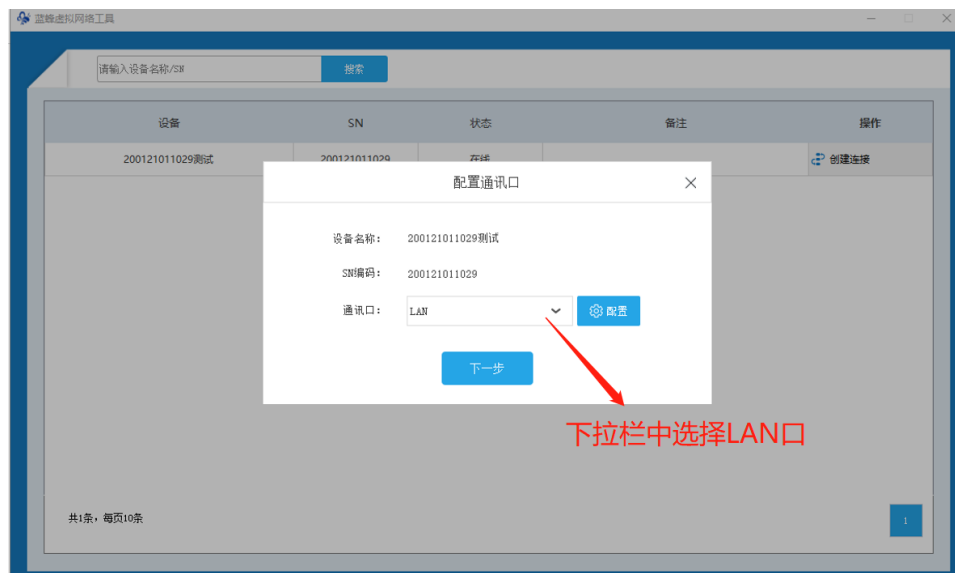 蓝蜂虚拟网络工具
请输入设备名称/SN 搜索
设备 SN 状态 备注 操作
200121011029测试 200121011029 在线 创建连接
配置通讯口
设备名称： 200121011029测试
SN编码： 200121011029
通讯口： LAN 配置
下一步
下拉栏中选择LAN口
共1条，每页10条 1